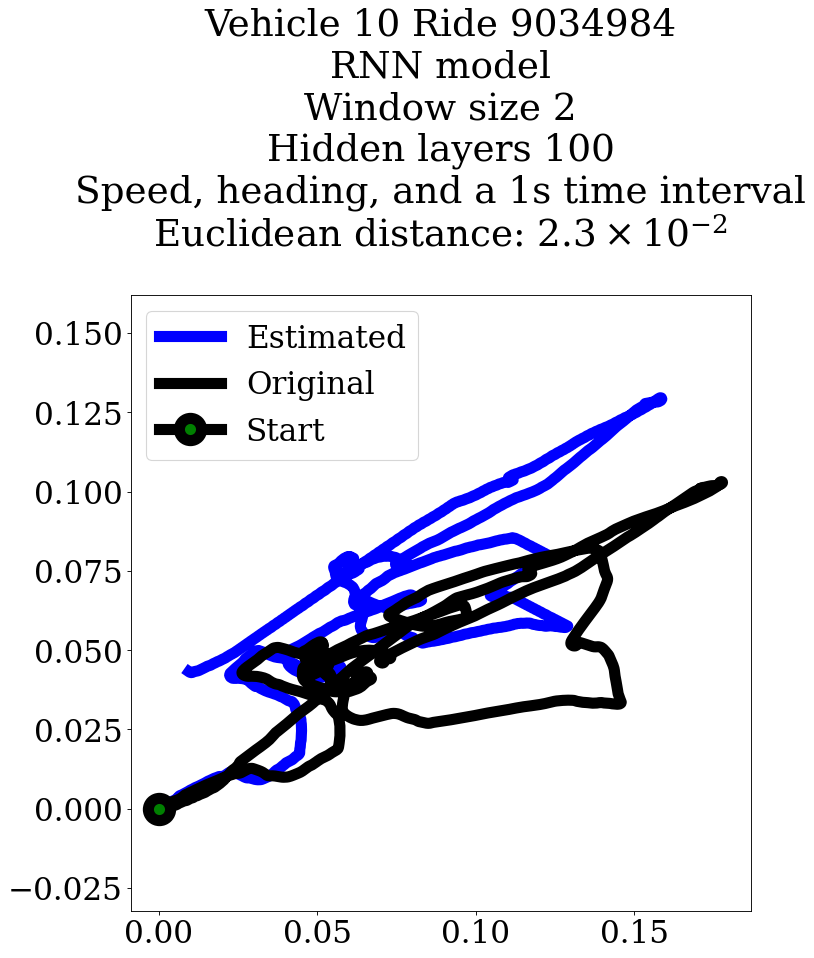 Vehicle 10 Ride 9034984
RNN model
Window size 2
Hidden layers 100
Speed, heading, and a 1s time interval
Euclidean distance: 2.3 × 10⁻²
Estimated
Original
Start
0.150
0.125
0.100
0.075
0.050
0.025
0.000
−0.025
0.00 0.05 0.10 0.15